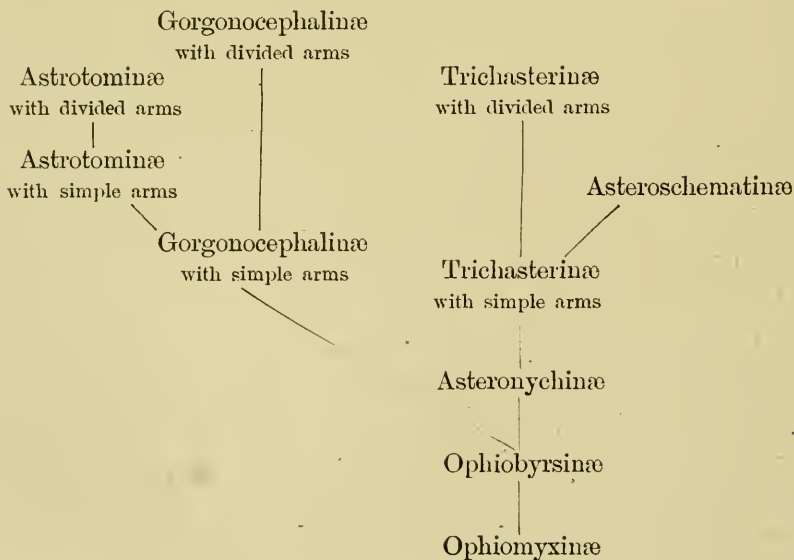 Gorgonocephalinæ
with divided arms
Astrotominæ
with divided arms
Trichasterinæ
with divided arms
Astrotominæ
with simple arms
Asteroschematinæ
Gorgonocephalinæ
with simple arms
Trichasterinæ
with simple arms
Asteronychinæ
Ophiobyrsinæ
Ophiomyxinæ